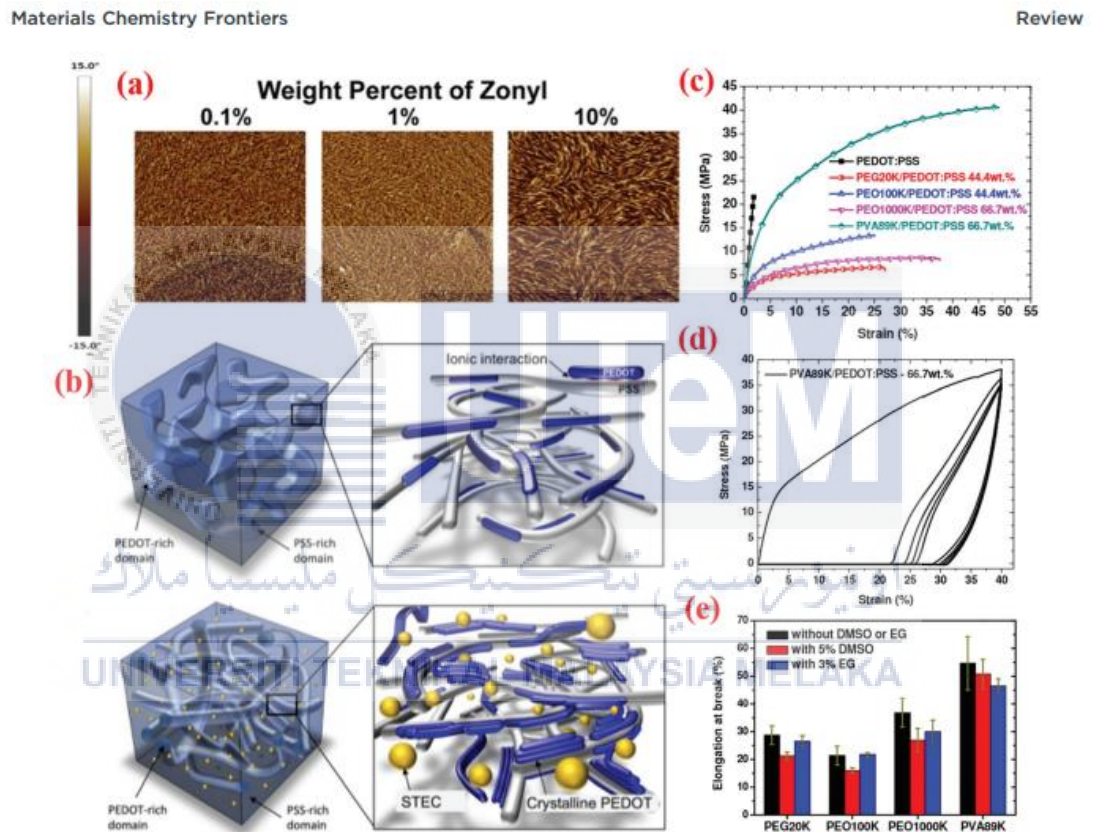 Materials Chemistry Frontiers
Review
15.0°
-15.0°
(a)
Weight Percent of Zonyl
0.1%
1%
10%
(b)
Ionic interaction
PEDOT
PSS
PEDOT-rich
domain
PSS-rich
domain
PEDOT-rich
domain
PSS-rich
domain
STEC
Crystalline PEDOT
(c)
45
40
35
30
25
20
15
10
5
0
Stress (MPa)
PEDOT:PSS
PEG20K/PEDOT:PSS 44.4wt.%
PEO100K/PEDOT:PSS 44.4wt.%
PEO1000K/PEDOT:PSS 66.7wt.%
PVA89K/PEDOT:PSS 66.7wt.%
0 5 10 15 20 25 30 35 40 45 50 55
Strain (%)
(d)
40
35
30
25
20
15
10
5
0
Stress (MPa)
PVA89K/PEDOT:PSS - 66.7wt.%
0 5 10 15 20 25 30 35 40
Strain (%)
(e)
70
60
50
40
30
20
10
0
Elongation at break (%)
without DMSO or EG
with 5% DMSO
with 3% EG
PEG20K PEO100K PEO1000K PVA89K
UTeM
اونيورسيتي تيكنيكل مليسيا ملاك
UNIVERSITI TEKNIKAL MALAYSIA MELAKA